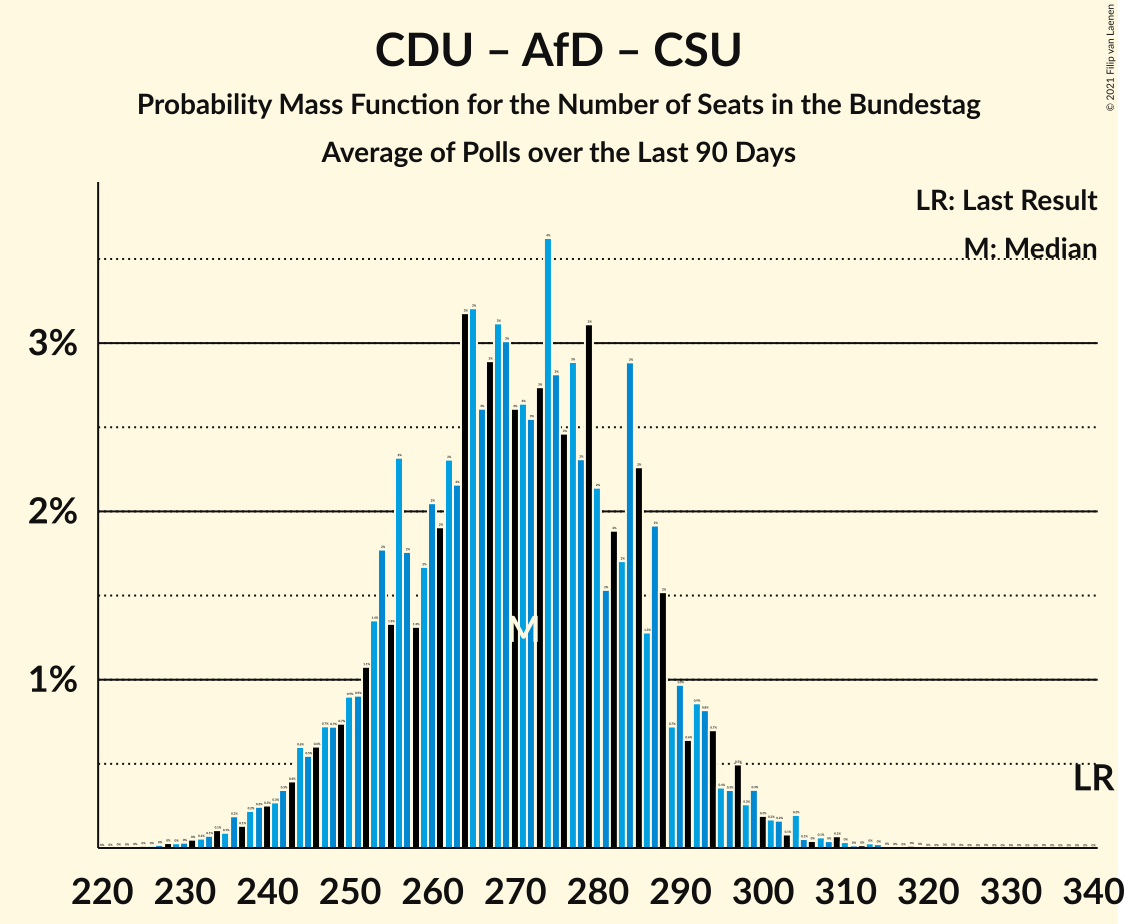 CDU – AfD – CSU
Probability Mass Function for the Number of Seats in the Bundestag
Average of Polls over the Last 90 Days
© 2021 Filip van Laenen
LR: Last Result
M: Median
3%
2%
1%
M
LR
220 230 240 250 260 270 280 290 300 310 320 330 340